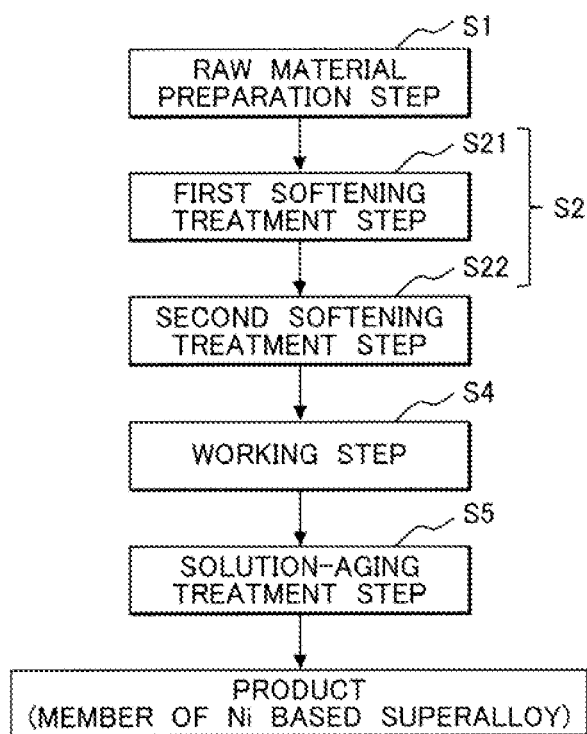 S1
RAW MATERIAL
PREPARATION STEP
S21
FIRST SOFTENING
TREATMENT STEP
S2
S22
SECOND SOFTENING
TREATMENT STEP
S4
WORKING STEP
S5
SOLUTION-AGING
TREATMENT STEP
PRODUCT
(MEMBER OF Ni BASED SUPERALLOY)